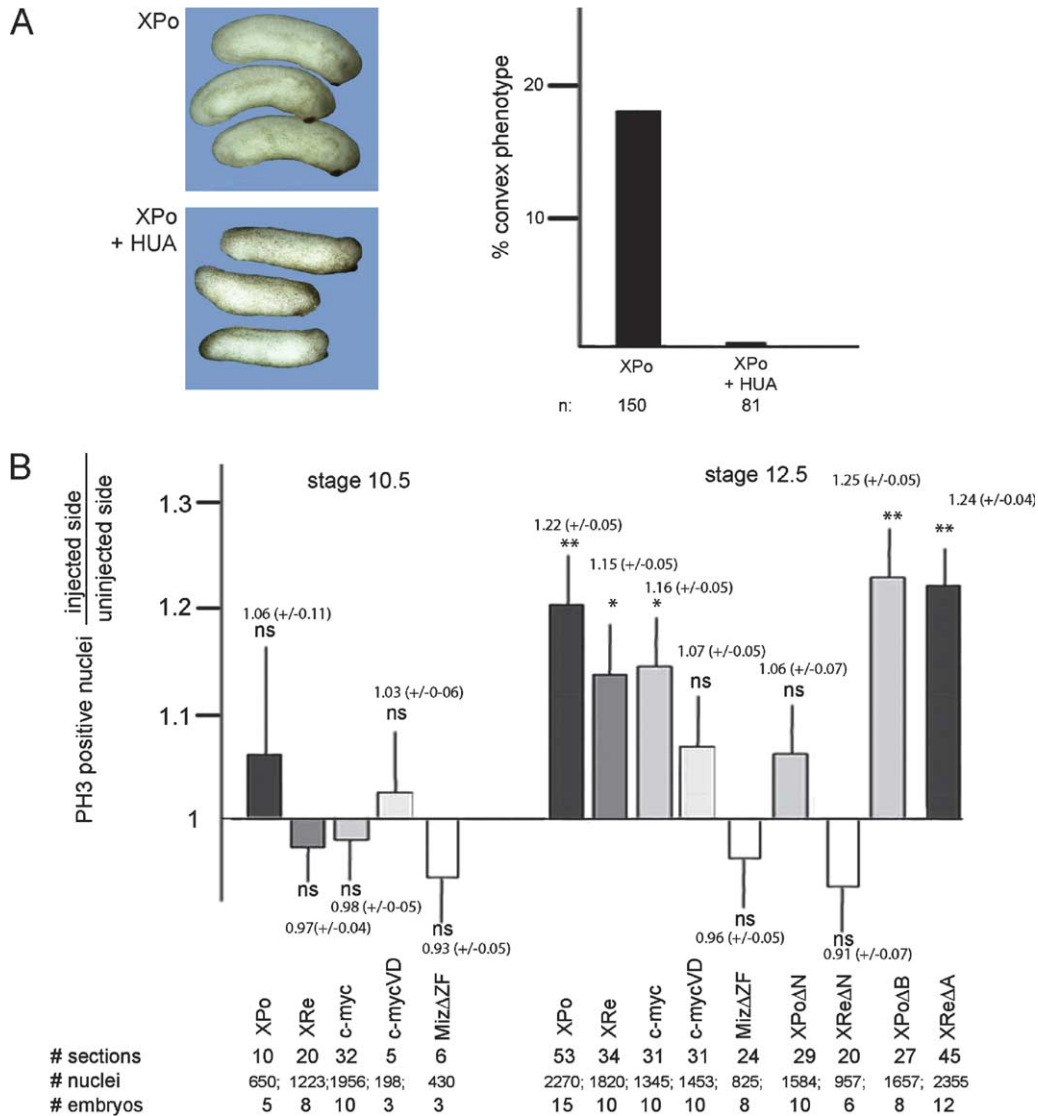 A
XPo
XPo
+ HUA
% convex phenotype
20
10
XPo
XPo
+ HUA
n:
150
81
B
PH3 positive nuclei
injected side
uninjected side
1.3
1.2
1.1
1
stage 10.5
stage 12.5
1.06 (+/-0.11)
ns
ns
0.97(+/-0.04)
ns
0.98 (+/-0-05)
1.03 (+/-0-06)
ns
ns
0.93 (+/-0.05)
1.22 (+/-0.05)
**
1.15 (+/-0.05)
*
1.16 (+/-0.05)
*
1.07 (+/-0.05)
ns
ns
0.96 (+/-0.05)
1.06 (+/-0.07)
ns
ns
0.91 (+/-0.07)
1.25 (+/-0.05)
**
1.24 (+/-0.04)
**
XPo XRe c-myc c-mycVD MizΔZF XPo XRe c-myc c-mycVD MizΔZF XPoΔN XReΔN XPoΔB XReΔA
# sections 10 20 32 5 6 53 34 31 31 24 29 20 27 45
# nuclei 650; 1223; 1956; 198; 430 2270; 1820; 1345; 1453; 825; 1584; 957; 1657; 2355
# embryos 5 8 10 3 3 15 10 10 10 8 10 6 8 12